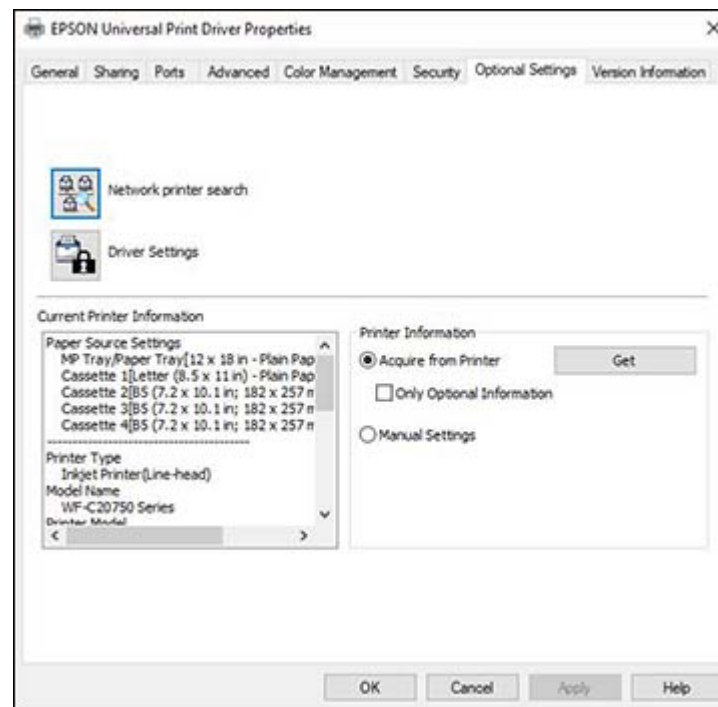 EPSON Universal Print Driver Properties
General Sharing Ports Advanced Color Management Security Optional Settings Version Information
Network printer search
Driver Settings
Current Printer Information
Paper Source Settings
MP Tray/Paper Tray[12 x 18 in - Plain Pap
Cassette 1[Letter (8.5 x 11 in) - Plain Pap
Cassette 2[B5 (7.2 x 10.1 in; 182 x 257 m
Cassette 3[B5 (7.2 x 10.1 in; 182 x 257 m
Cassette 4[B5 (7.2 x 10.1 in; 182 x 257 m
----------------------------------------
Printer Type
Inkjet Printer(Line-head)
Model Name
WF-C20750 Series
Printer Model
Printer Information
Acquire from Printer
Get
Only Optional Information
Manual Settings
OK Cancel Apply Help